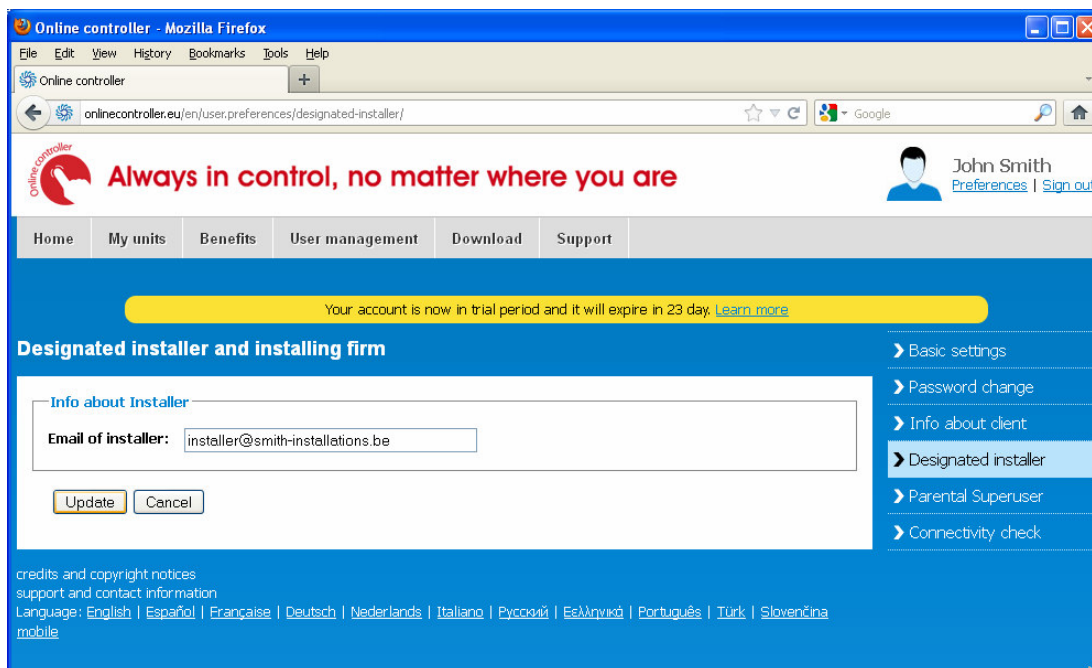 Online controller - Mozilla Firefox
File Edit View History Bookmarks Tools Help
Online controller
onlinecontroller.eu/en/user.preferences/designated-installer/
Google
Online controller
Always in control, no matter where you are
John Smith
Preferences | Sign out
Home My units Benefits User management Download Support
Your account is now in trial period and it will expire in 23 day. Learn more
Designated installer and installing firm
Info about Installer
Email of installer: installer@smith-installations.be
Update Cancel
Basic settings
Password change
Info about client
Designated installer
Parental Superuser
Connectivity check
credits and copyright notices
support and contact information
Language: English | Español | Française | Deutsch | Nederlands | Italiano | Русский | Εελληνικά | Português | Türk | Slovenčina
mobile